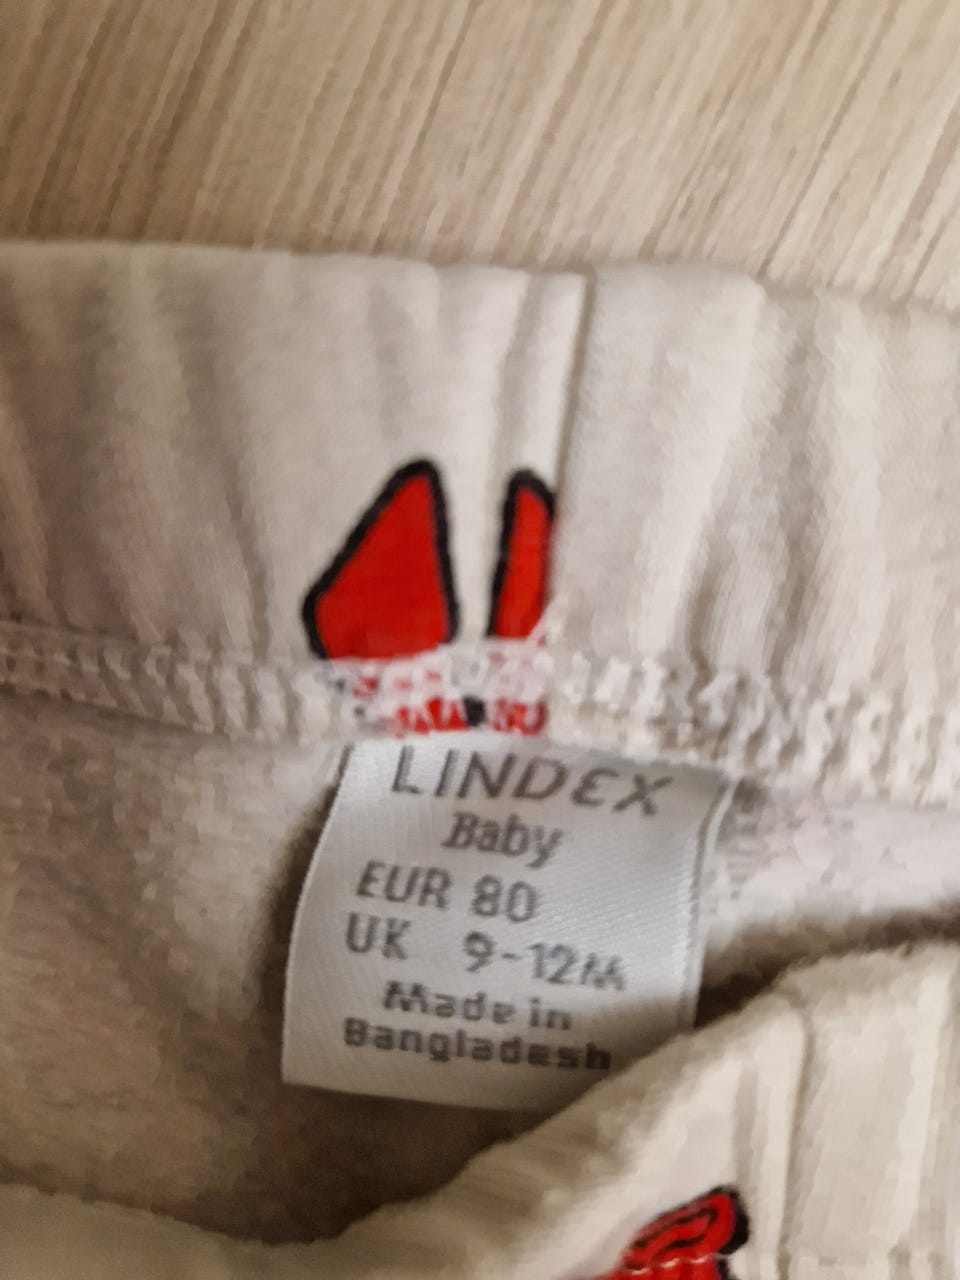 LINDEX
Baby
EUR 80
UK 9-12M
Made in
Bangladesh